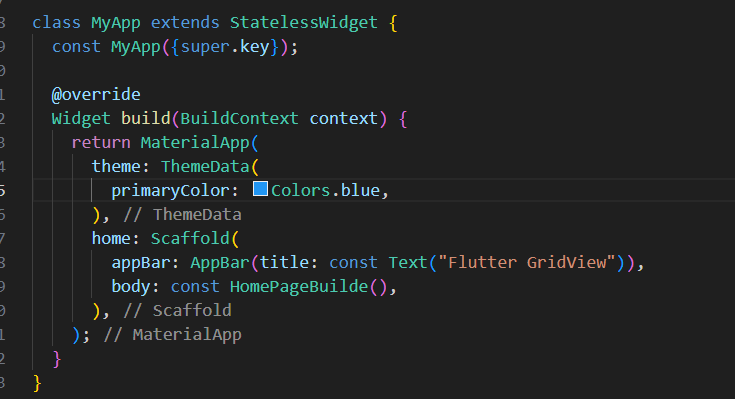 8 class MyApp extends StatelessWidget {
9   const MyApp({super.key});
0
1   @override
2   Widget build(BuildContext context) {
3     return MaterialApp(
4       theme: ThemeData(
5         primaryColor: Colors.blue,
6       ), // ThemeData
7       home: Scaffold(
8         appBar: AppBar(title: const Text("Flutter GridView")),
9         body: const HomePageBuilde(),
0       ), // Scaffold
1     ); // MaterialApp
2   }
3 }